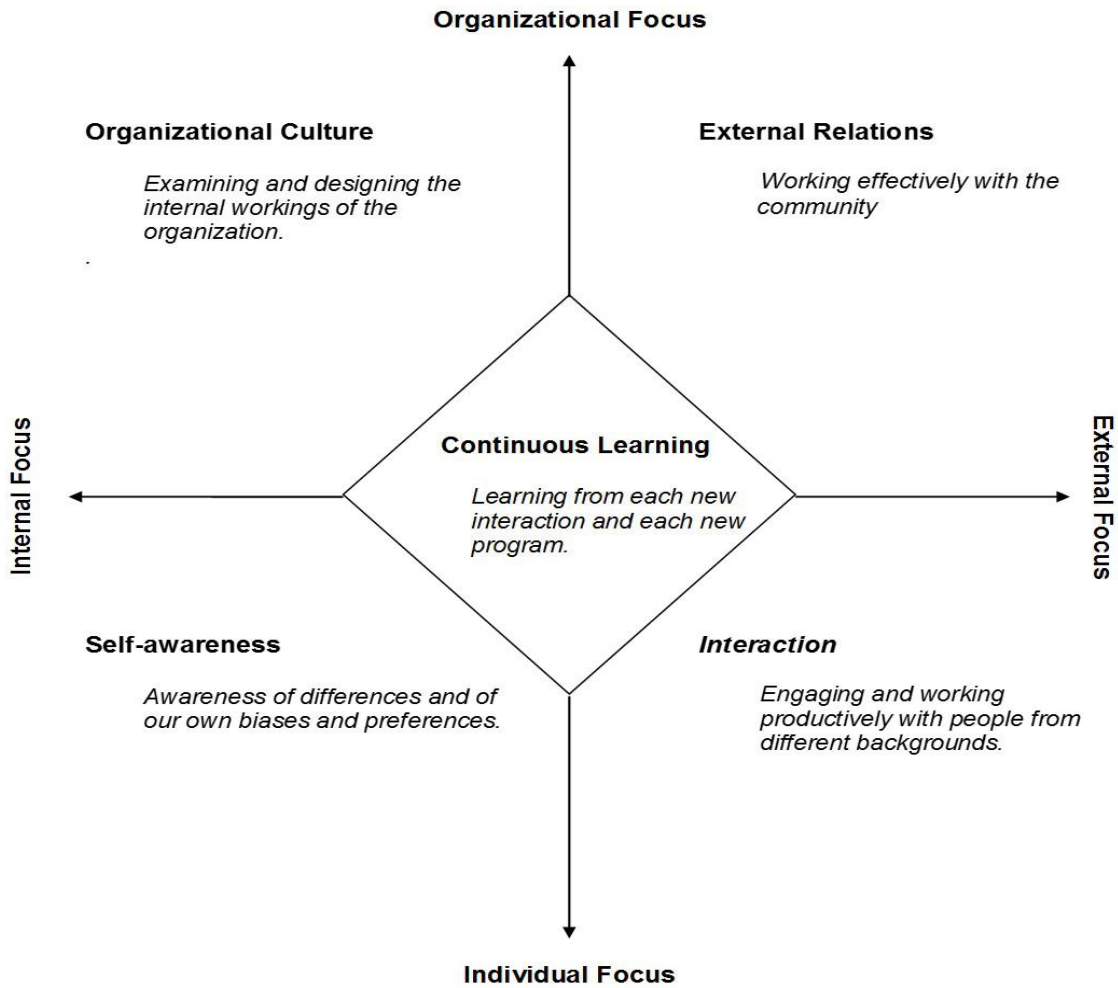 Organizational Focus
Organizational Culture
Examining and designing the
internal workings of the
organization.
.
External Relations
Working effectively with the
community
Internal Focus
Continuous Learning
Learning from each new
interaction and each new
program.
External Focus
Self-awareness
Awareness of differences and of
our own biases and preferences.
Interaction
Engaging and working
productively with people from
different backgrounds.
Individual Focus